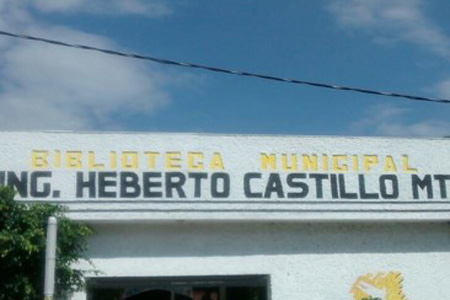 BIBLIOTECA MUNICIPAL
ING. HEBERTO CASTILLO MT